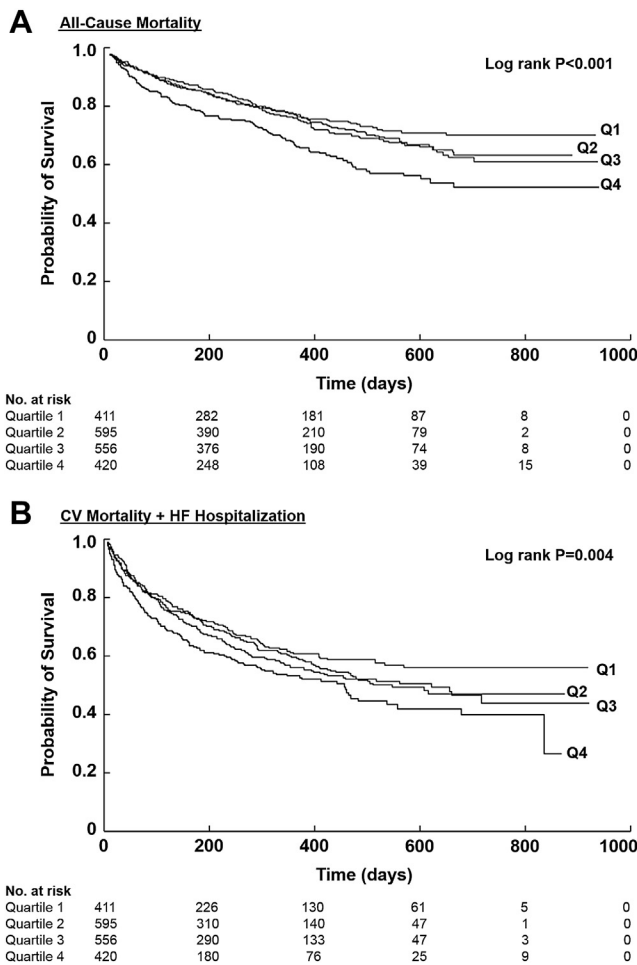 A All-Cause Mortality
Log rank P<0.001
1.0
0.8
0.6
0.4
0.2
0
Probability of Survival
Q1
Q2
Q3
Q4
0 200 400 600 800 1000
Time (days)
No. at risk
Quartile 1 411 282 181 87 8 0
Quartile 2 595 390 210 79 2 0
Quartile 3 556 376 190 74 8 0
Quartile 4 420 248 108 39 15 0
B CV Mortality + HF Hospitalization
Log rank P=0.004
1.0
0.8
0.6
0.4
0.2
0
Probability of Survival
Q1
Q2
Q3
Q4
0 200 400 600 800 1000
Time (days)
No. at risk
Quartile 1 411 226 130 61 5 0
Quartile 2 595 310 140 47 1 0
Quartile 3 556 290 133 47 3 0
Quartile 4 420 180 76 25 9 0